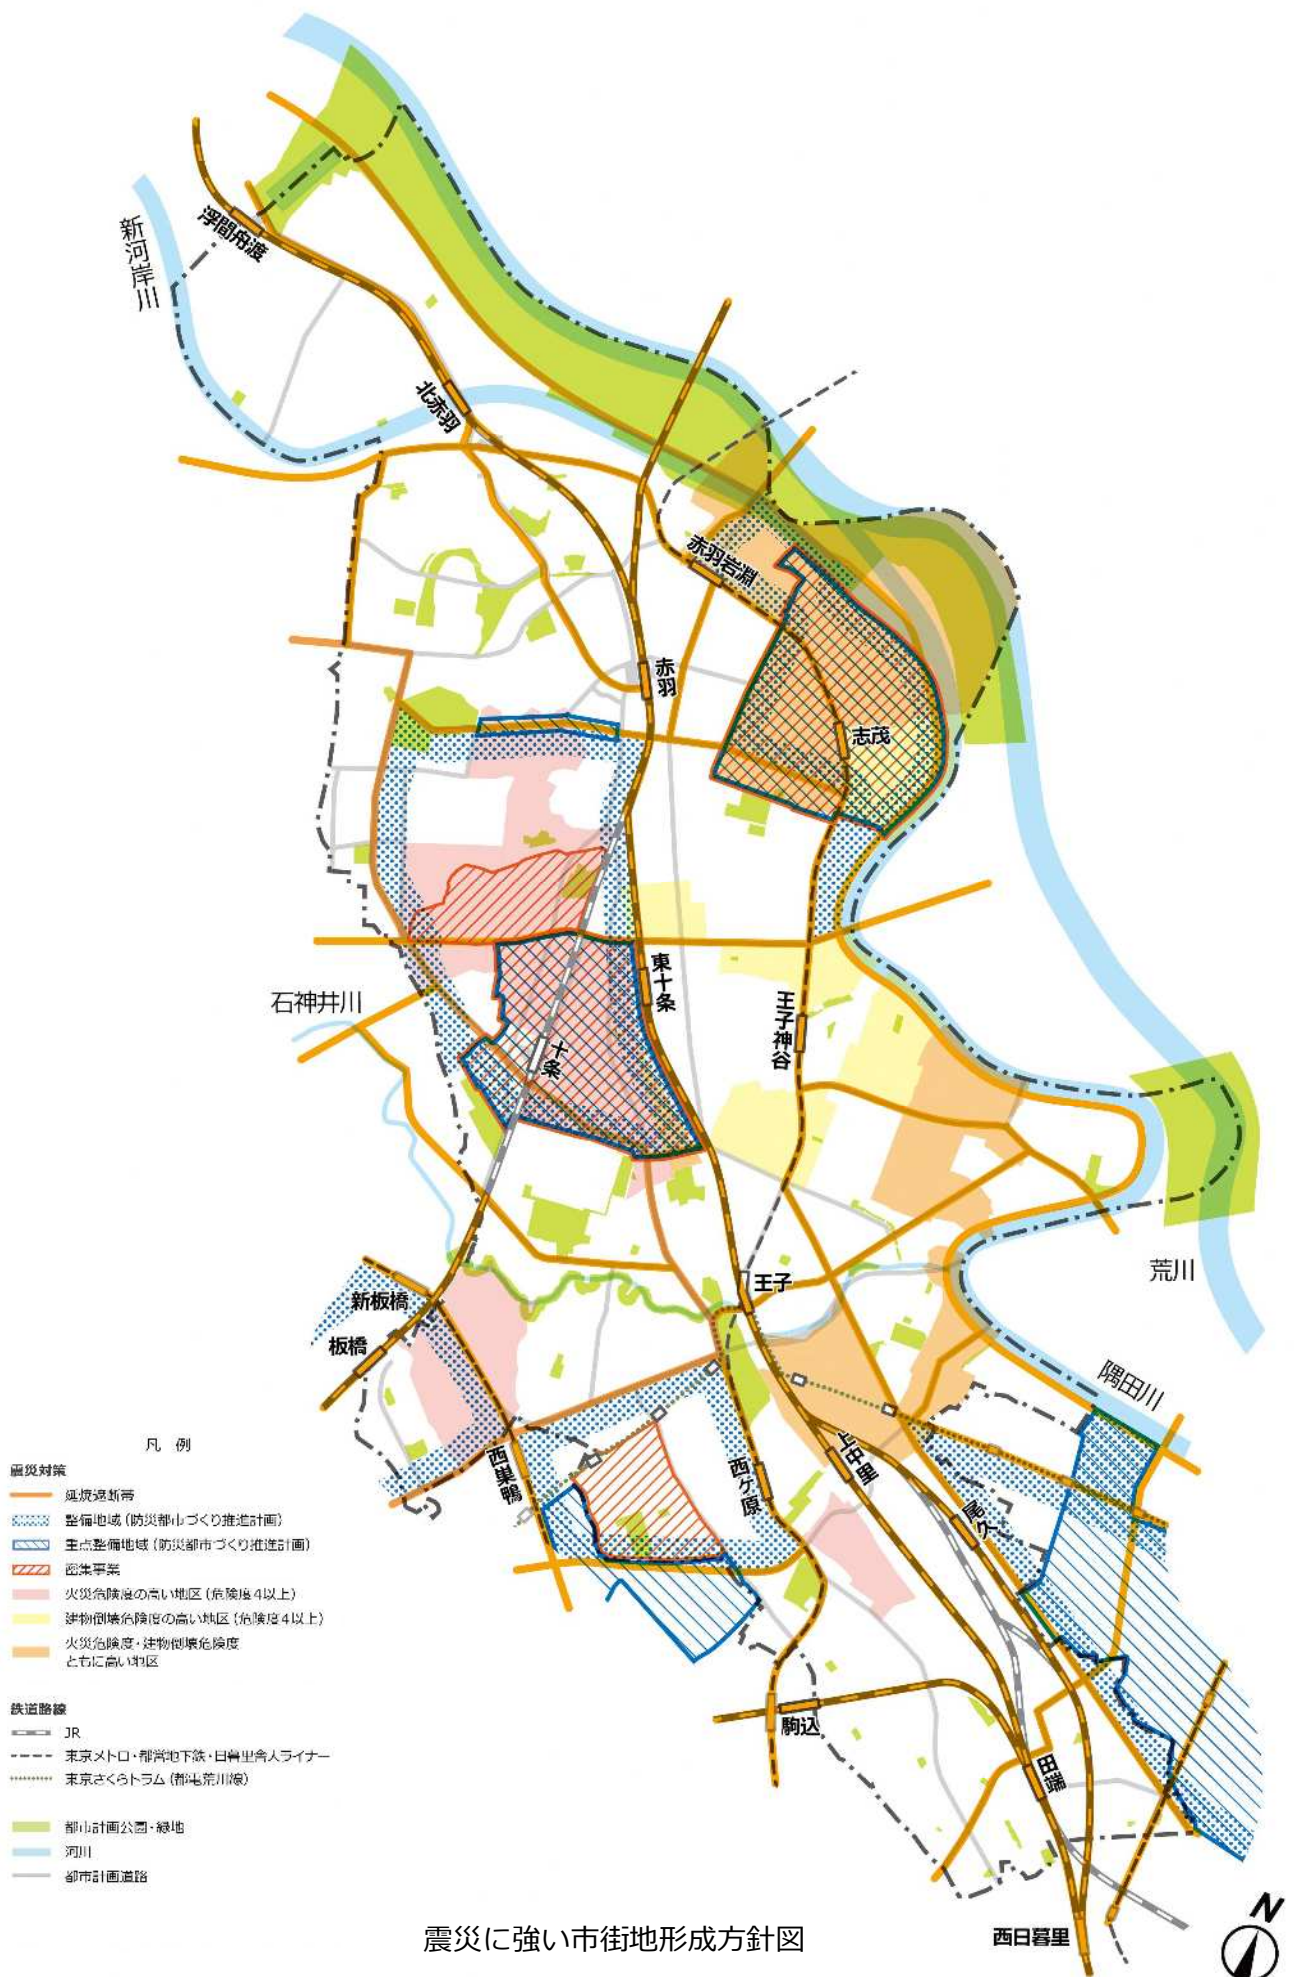 新河岸川
浮間舟渡
北赤羽
赤羽岩淵
赤羽
志茂
石神井川
東十条
王子神谷
十条
荒川
王子
新板橋
板橋
隅田川
西巣鴨
西ヶ原
上中里
尾久
駒込
田端
西日暮里
凡 例
震災対策
延焼遮断帯
整備地域(防災都市づくり推進計画)
重点整備地域(防災都市づくり推進計画)
密集事業
火災危険度の高い地区(危険度4以上)
建物倒壊危険度の高い地区(危険度4以上)
火災危険度・建物倒壊危険度
ともに高い地区
鉄道路線
JR
東京メトロ・都営地下鉄・日暮里舎人ライナー
東京さくらトラム(都電荒川線)
都市計画公園・緑地
河川
都市計画道路
震災に強い市街地形成方針図
N